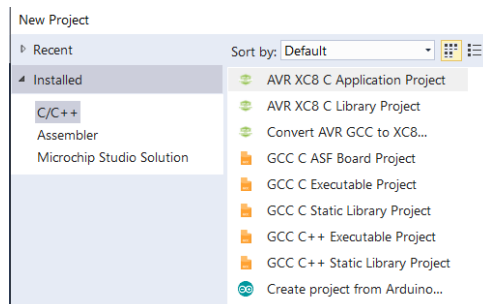 New Project
Recent
Sort by: Default
Installed
AVR XC8 C Application Project
C/C++
AVR XC8 C Library Project
Assembler
Convert AVR GCC to XC8...
Microchip Studio Solution
GCC C ASF Board Project
GCC C Executable Project
GCC C Static Library Project
GCC C++ Executable Project
GCC C++ Static Library Project
Create project from Arduino...